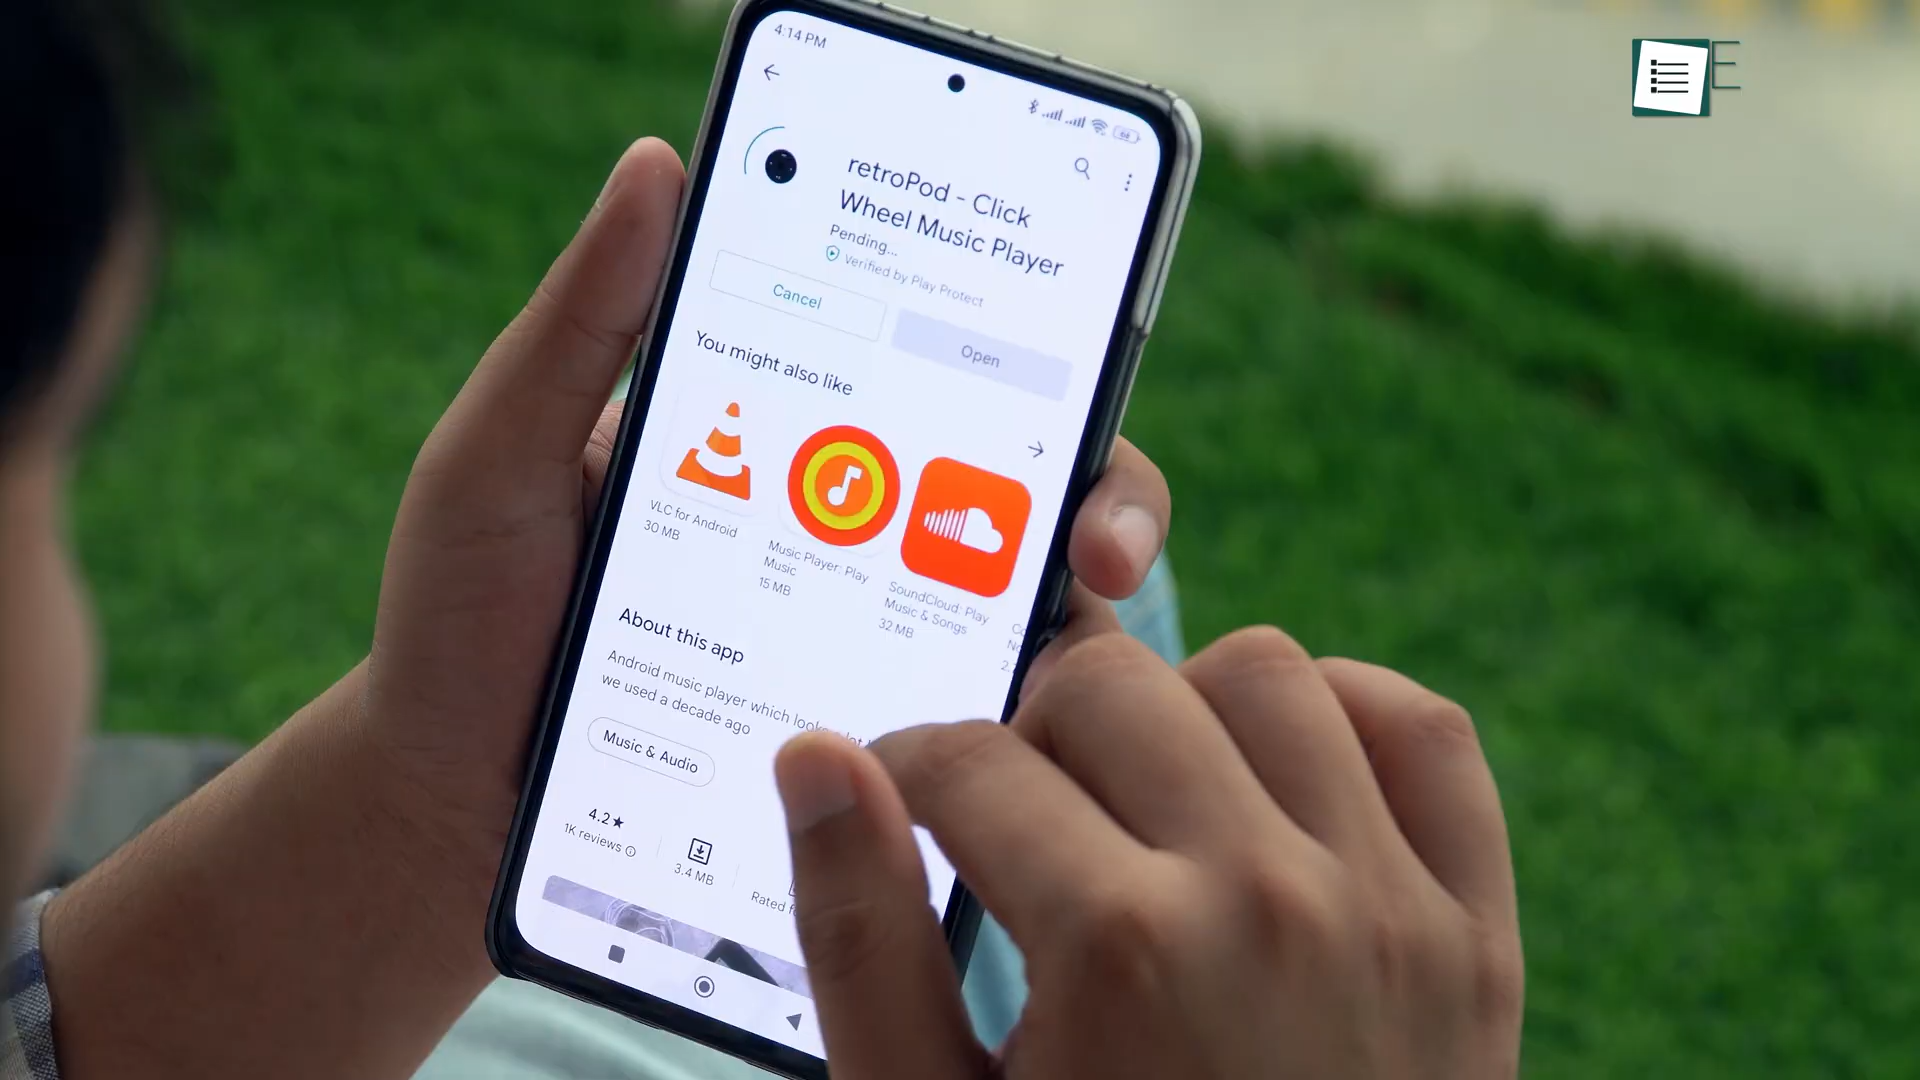 4:14 PM
66
retroPod - Click
Wheel Music Player
Pending...
Verified by Play Protect
Cancel
Open
You might also like
VLC for Android
30 MB
Music Player: Play
Music
15 MB
SoundCloud: Play
Music & Songs
32 MB
About this app
Android music player which looks a lot
we used a decade ago
Music & Audio
4.2★
1K reviews
3.4 MB
Rated
E